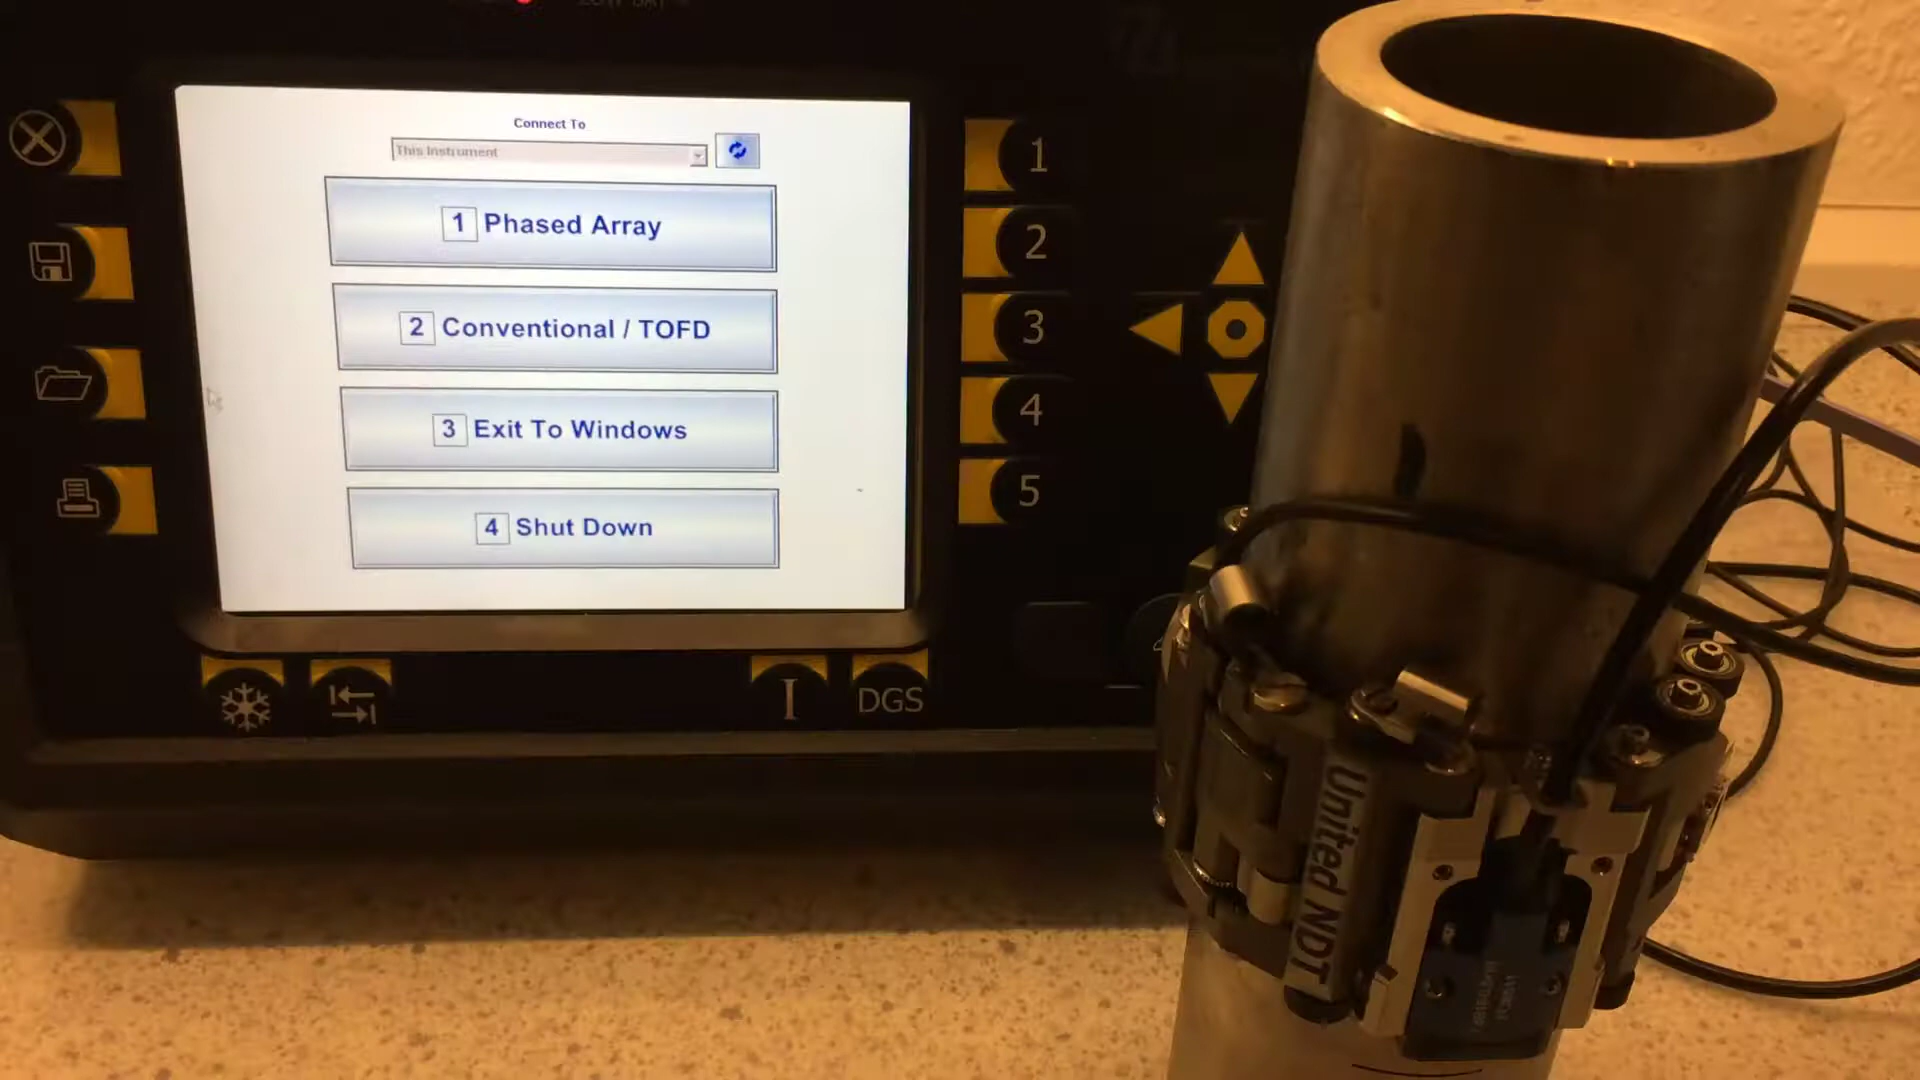 Connect To
This Instrument
1 Phased Array
2 Conventional / TOFD
3 Exit To Windows
4 Shut Down
1
2
3
4
5
I
DGS
United NDT